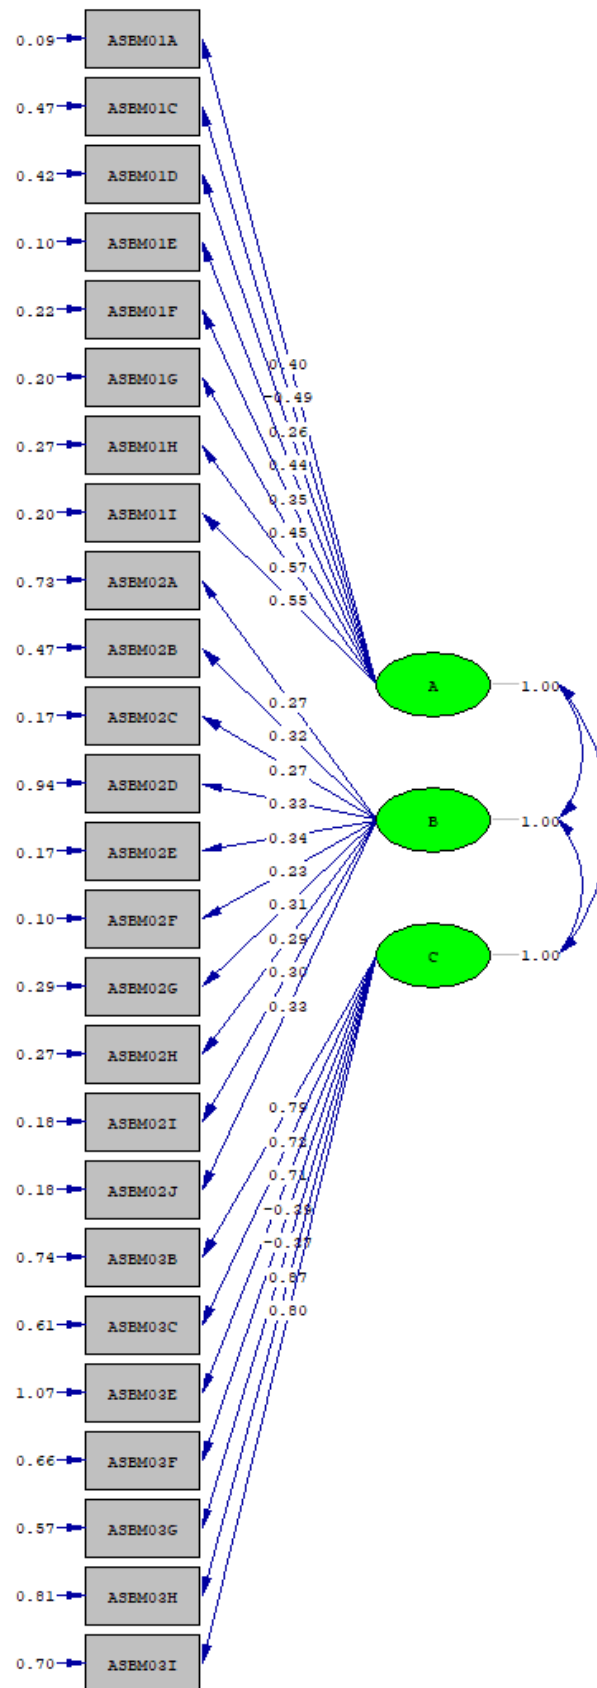 0.09 ASBM01A
0.47 ASBM01C
0.42 ASBM01D
0.10 ASBM01E
0.22 ASBM01F
0.40
0.20 ASBM01G
-0.49
0.26
0.27 ASBM01H
0.44
0.35
0.20 ASBM01I
0.45
0.57
0.73 ASBM02A
0.55
0.47 ASBM02B
A 1.00
0.27
0.17 ASBM02C
0.32
0.27
0.94 ASBM02D
0.33
B 1.00
0.34
0.17 ASBM02E
0.23
0.31
0.10 ASBM02F
0.29
C 1.00
0.30
0.29 ASBM02G
0.33
0.27 ASBM02H
0.79
0.18 ASBM02I
0.72
0.71
0.18 ASBM02J
0.74 ASBM03B
0.80
0.61 ASBM03C
1.07 ASBM03E
0.66 ASBM03F
0.57 ASBM03G
0.81 ASBM03H
0.70 ASBM03I